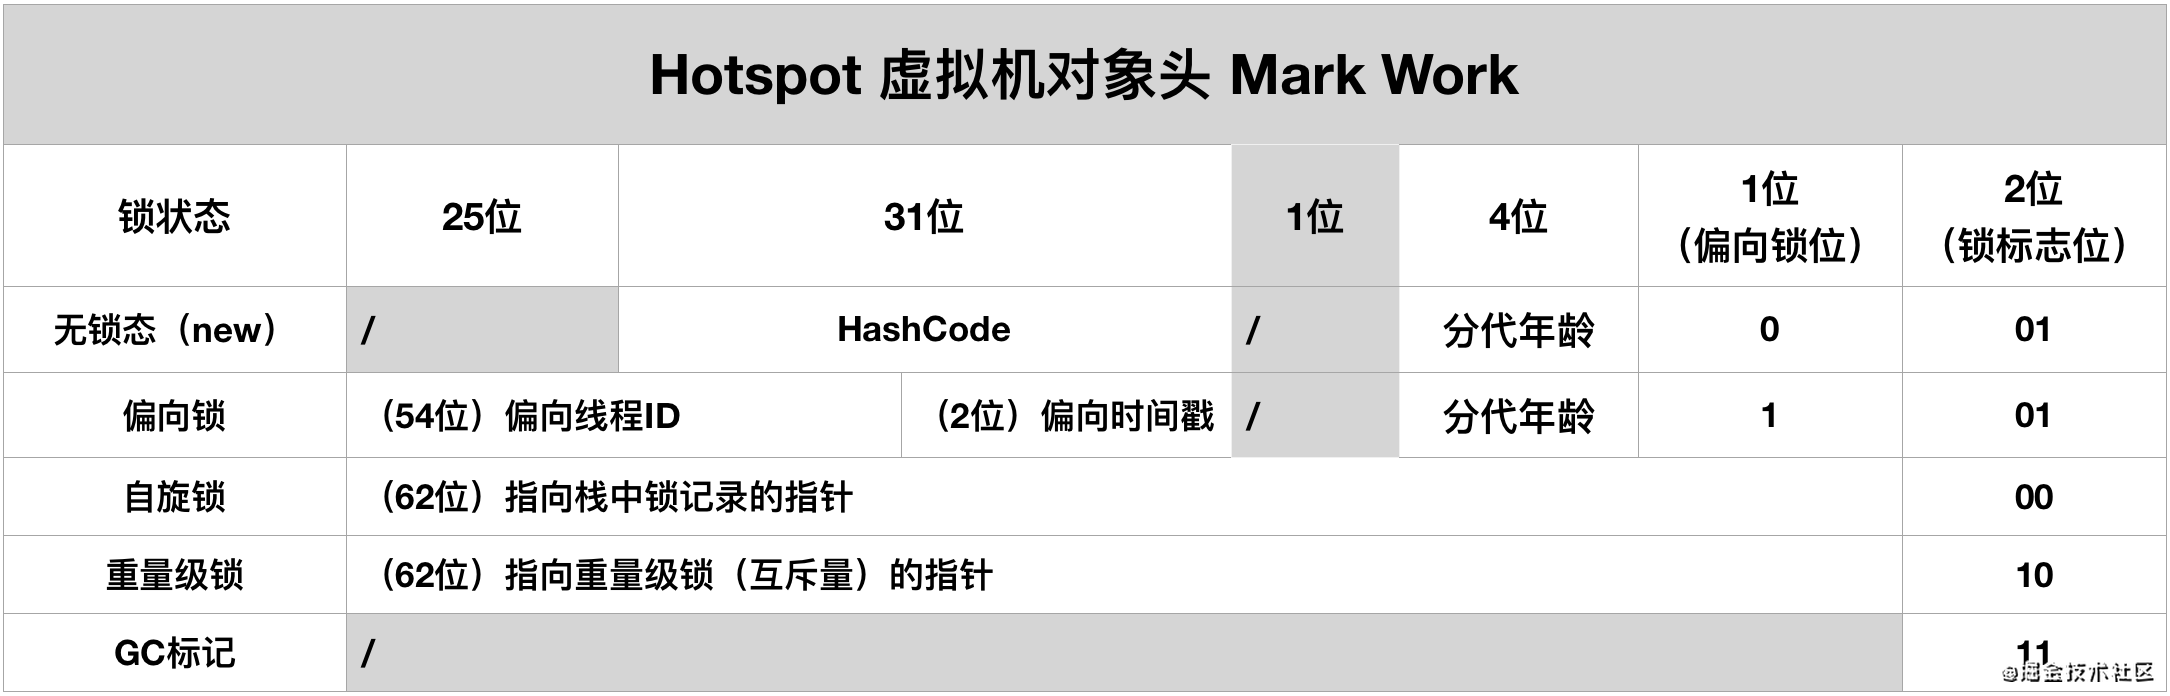 Hotspot 虚拟机对象头 Mark Work
锁状态
25位
31位
1位
4位
1位
（偏向锁位）
2位
（锁标志位）
无锁态（new）
/
HashCode
/
分代年龄
0
01
偏向锁
（54位）偏向线程ID
（2位）偏向时间戳
/
分代年龄
1
01
自旋锁
（62位）指向栈中锁记录的指针
00
重量级锁
（62位）指向重量级锁（互斥量）的指针
10
GC标记
/
11
@掘金技术社区